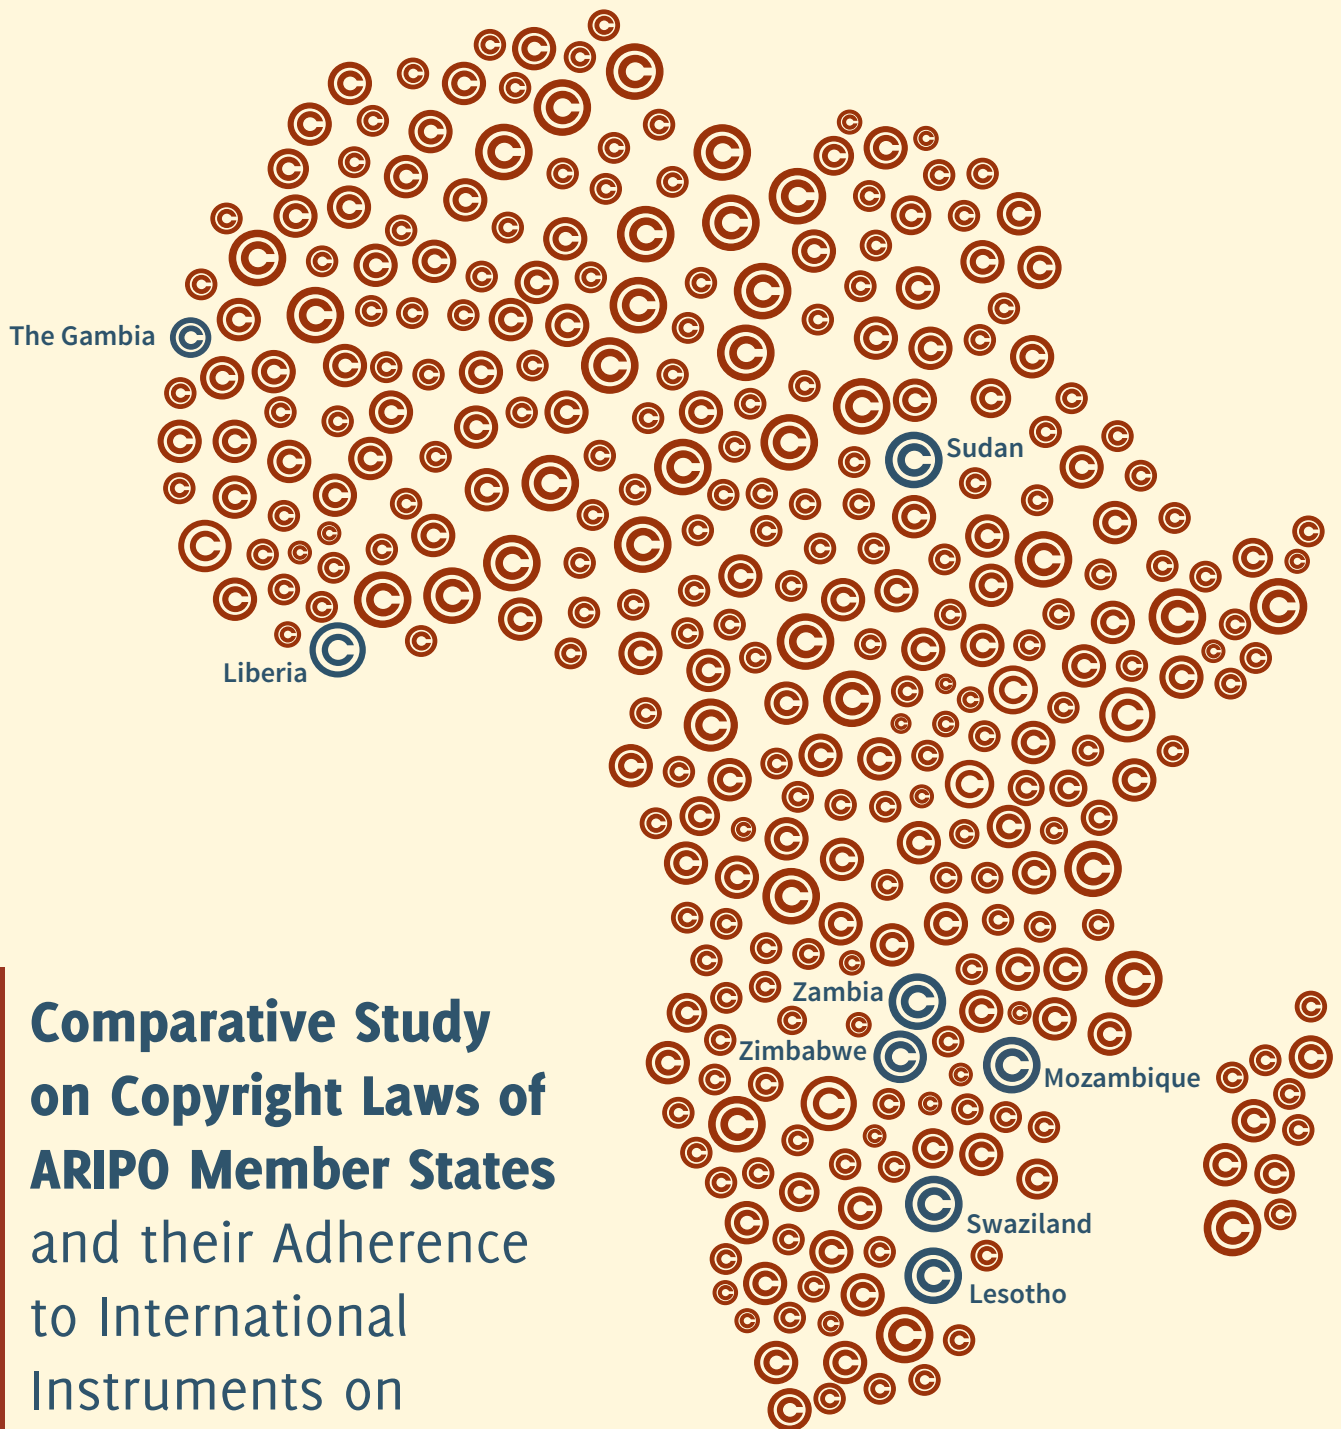 The Gambia
Sudan
Liberia
Zambia
Zimbabwe
Mozambique
Swaziland
Lesotho
Comparative Study
on Copyright Laws of
ARIPO Member States
and their Adherence
to International
Instruments on